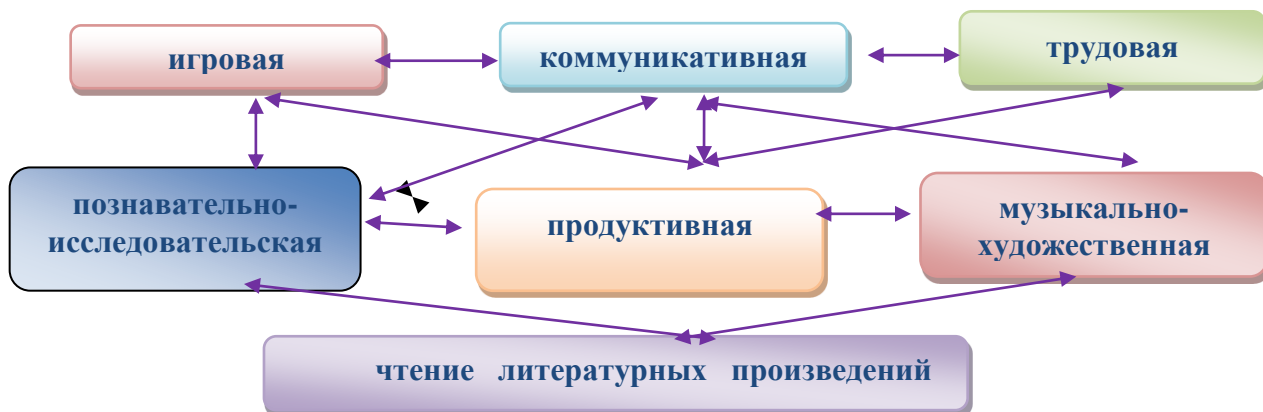 игровая
коммуникативная
трудовая
познавательно-
исследовательская
продуктивная
музыкально-
художественная
чтение литературных произведений